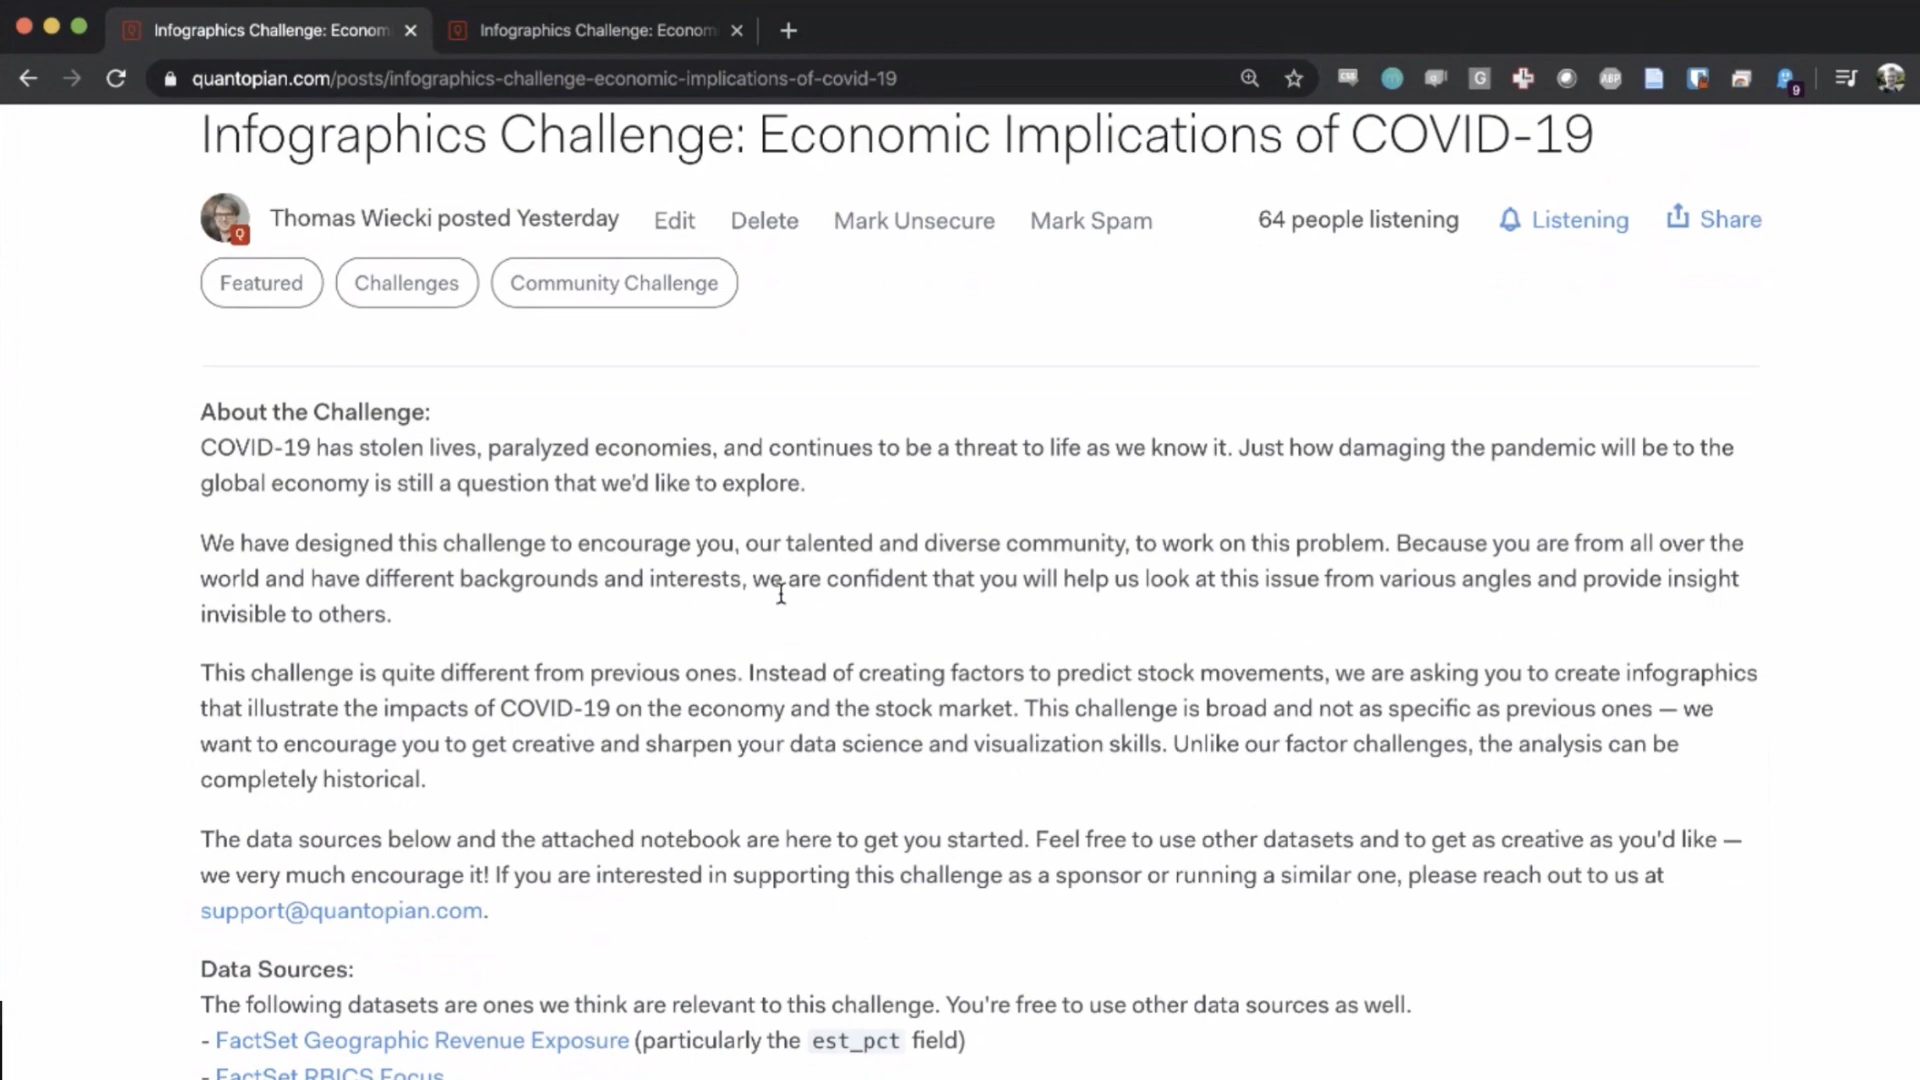 Infographics Challenge: Econom
Infographics Challenge: Econom
quantopian.com/posts/infographics-challenge-economic-implications-of-covid-19
CSS
G
ABP
9
Infographics Challenge: Economic Implications of COVID-19
Q
Thomas Wiecki posted Yesterday Edit Delete Mark Unsecure Mark Spam 64 people listening Listening Share
Featured Challenges Community Challenge
About the Challenge:
COVID-19 has stolen lives, paralyzed economies, and continues to be a threat to life as we know it. Just how damaging the pandemic will be to the
global economy is still a question that we'd like to explore.
We have designed this challenge to encourage you, our talented and diverse community, to work on this problem. Because you are from all over the
world and have different backgrounds and interests, we are confident that you will help us look at this issue from various angles and provide insight
invisible to others.
This challenge is quite different from previous ones. Instead of creating factors to predict stock movements, we are asking you to create infographics
that illustrate the impacts of COVID-19 on the economy and the stock market. This challenge is broad and not as specific as previous ones — we
want to encourage you to get creative and sharpen your data science and visualization skills. Unlike our factor challenges, the analysis can be
completely historical.
The data sources below and the attached notebook are here to get you started. Feel free to use other datasets and to get as creative as you'd like —
we very much encourage it! If you are interested in supporting this challenge as a sponsor or running a similar one, please reach out to us at
support@quantopian.com.
Data Sources:
The following datasets are ones we think are relevant to this challenge. You're free to use other data sources as well.
- FactSet Geographic Revenue Exposure (particularly the est_pct field)
- FactSet RBICS Focus